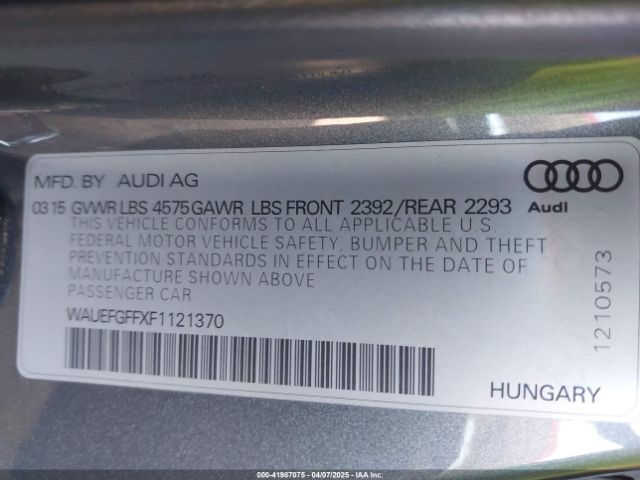 MFD. BY AUDI AG
Audi
03 15 GVWR LBS 4575 GAWR LBS FRONT 2392/REAR 2293
THIS VEHICLE CONFORMS TO ALL APPLICABLE U.S.
FEDERAL MOTOR VEHICLE SAFETY, BUMPER AND THEFT
PREVENTION STANDARDS IN EFFECT ON THE DATE OF
MANUFACTURE SHOWN ABOVE
PASSENGER CAR
WAUEFGFFXF1121370
1210573
HUNGARY
000-41987075 04/07/2025 IAAI.COM